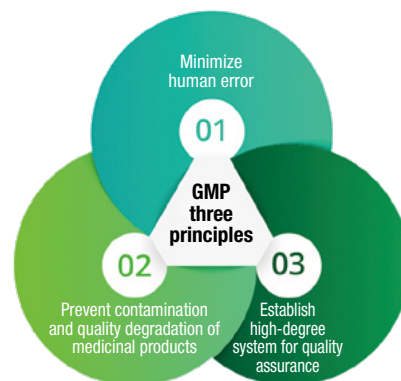 Minimize
human error
01
GMP
three
principles
02
03
Prevent contamination
and quality degradation of
medicinal products
Establish
high-degree
system for quality
assurance